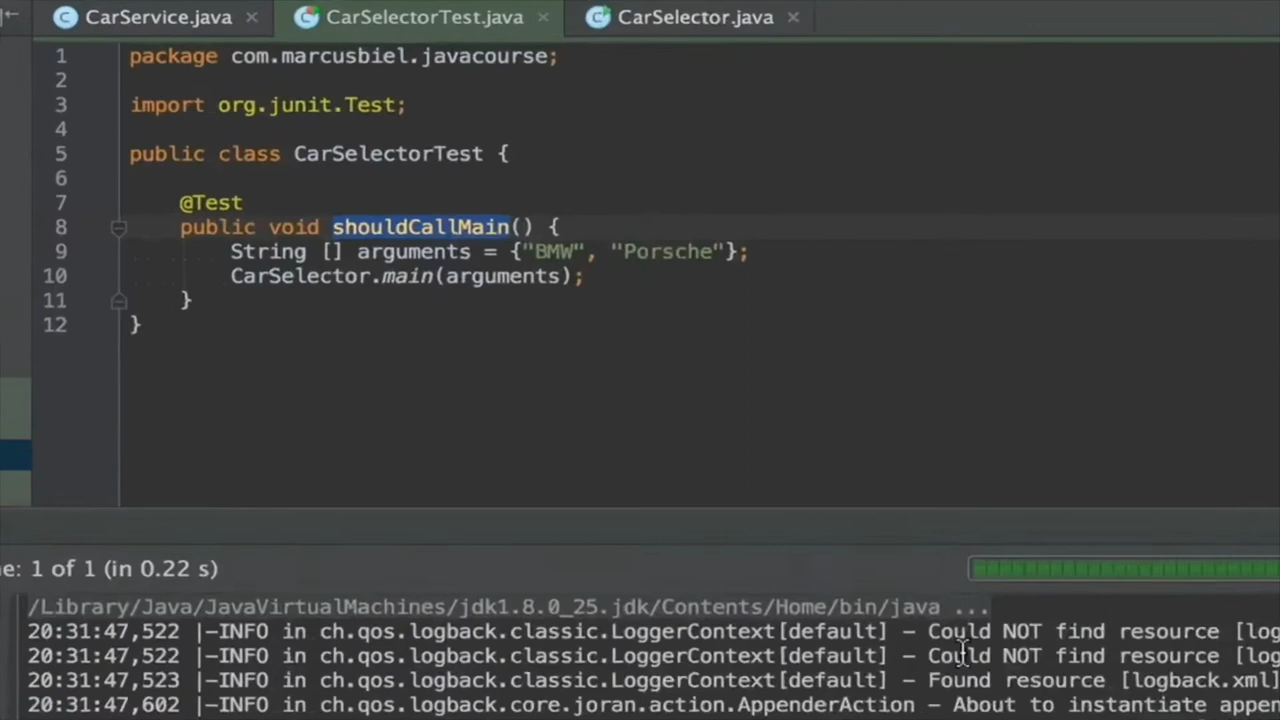 CarService.java CarSelectorTest.java CarSelector.java
1 package com.marcusbiel.javacourse;
2
3 import org.junit.Test;
4
5 public class CarSelectorTest {
6
7 @Test
8 public void shouldCallMain() {
9 String [] arguments = {"BMW", "Porsche"};
10 CarSelector.main(arguments);
11 }
12 }
e: 1 of 1 (in 0.22 s)
/Library/Java/JavaVirtualMachines/jdk1.8.0_25.jdk/Contents/Home/bin/java ...
20:31:47,522 |-INFO in ch.qos.logback.classic.LoggerContext[default] - Could NOT find resource [log
20:31:47,522 |-INFO in ch.qos.logback.classic.LoggerContext[default] - Could NOT find resource [log
20:31:47,523 |-INFO in ch.qos.logback.classic.LoggerContext[default] - Found resource [logback.xml]
20:31:47,602 |-INFO in ch.qos.logback.core.joran.action.AppenderAction - About to instantiate appen